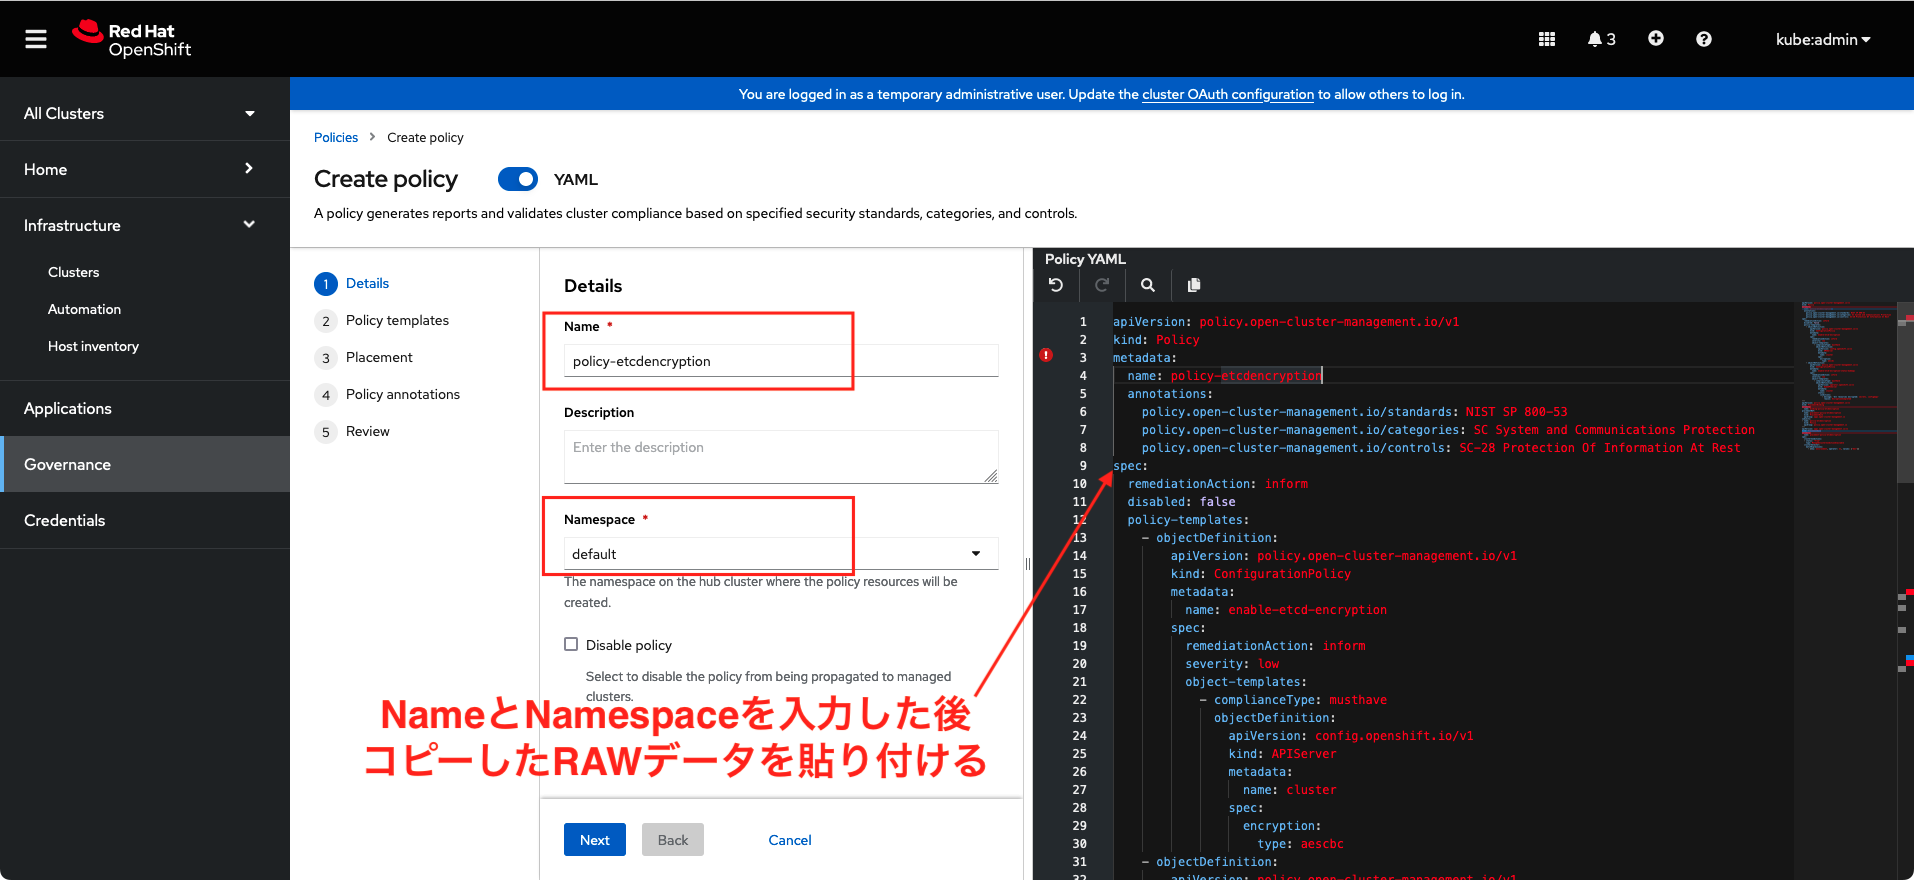 Red Hat
OpenShift
3
kube:admin
You are logged in as a temporary administrative user. Update the cluster OAuth configuration to allow others to log in.
All Clusters
Home
Infrastructure
Clusters
Automation
Host inventory
Applications
Governance
Credentials
Policies > Create policy
Create policy YAML
A policy generates reports and validates cluster compliance based on specified security standards, categories, and controls.
1 Details
2 Policy templates
3 Placement
4 Policy annotations
5 Review
Details
Name *
policy-etcdencryption
Description
Enter the description
Namespace *
default
The namespace on the hub cluster where the policy resources will be
created.
Disable policy
Select to disable the policy from being propagated to managed
clusters.
NameとNamespaceを入力した後
コピーしたRAWデータを貼り付ける
Next Back Cancel
Policy YAML
1 apiVersion: policy.open-cluster-management.io/v1
2 kind: Policy
3 metadata:
4 name: policy-etcdencryption
5 annotations:
6 policy.open-cluster-management.io/standards: NIST SP 800-53
7 policy.open-cluster-management.io/categories: SC System and Communications Protection
8 policy.open-cluster-management.io/controls: SC-28 Protection Of Information At Rest
9 spec:
10 remediationAction: inform
11 disabled: false
12 policy-templates:
13 - objectDefinition:
14 apiVersion: policy.open-cluster-management.io/v1
15 kind: ConfigurationPolicy
16 metadata:
17 name: enable-etcd-encryption
18 spec:
19 remediationAction: inform
20 severity: low
21 object-templates:
22 - complianceType: musthave
23 objectDefinition:
24 apiVersion: config.openshift.io/v1
25 kind: APIServer
26 metadata:
27 name: cluster
28 spec:
29 encryption:
30 type: aescbc
31 - objectDefinition:
32 apiVersion: policy.open-cluster-management.io/v1